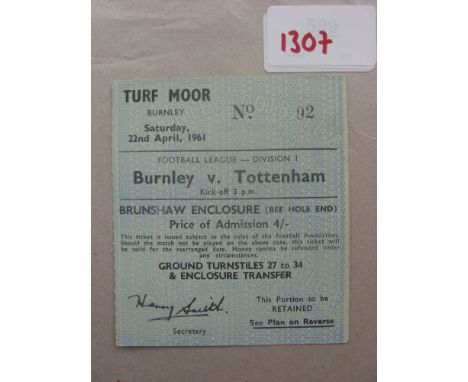 1307
TURF MOOR
BURNLEY
Nº 92
Saturday,
22nd April, 1961
FOOTBALL LEAGUE — DIVISION 1
Burnley v. Tottenham
Kick-off 3 p.m.
BRUNSHAW ENCLOSURE (BEE HOLE END)
Price of Admission 4/-
This ticket is issued subject to the rules of the Football Association.
Should the match not be played on the above date, this ticket will
be valid for the rearranged date. Money cannot be refunded under
any circumstances.
GROUND TURNSTILES 27 to 34
& ENCLOSURE TRANSFER
Henry Smith
Secretary
This Portion to be
RETAINED
See Plan on Reverse